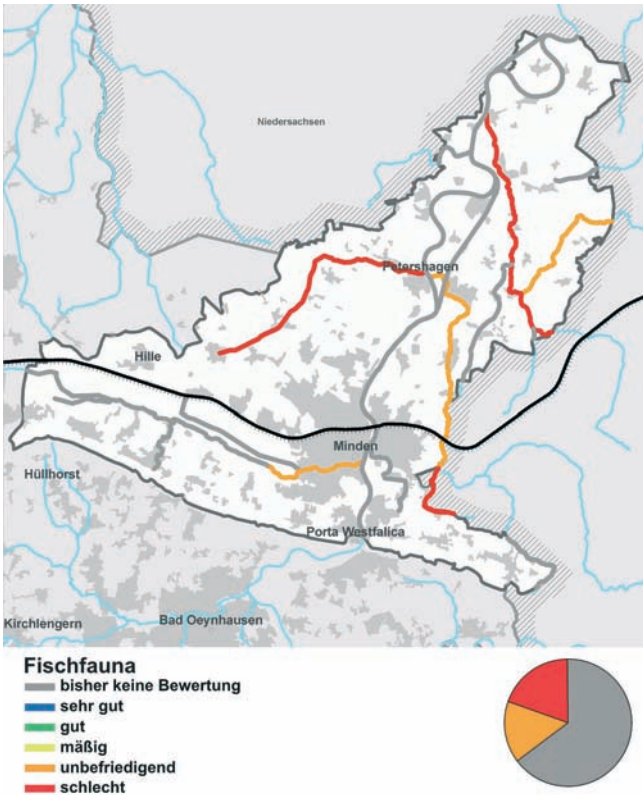 Niedersachsen
Petershagen
Hille
Minden
Hüllhorst
Porta Westfalica
Kirchlengern
Bad Oeynhausen
Fischfauna
bisher keine Bewertung
sehr gut
gut
mäßig
unbefriedigend
schlecht